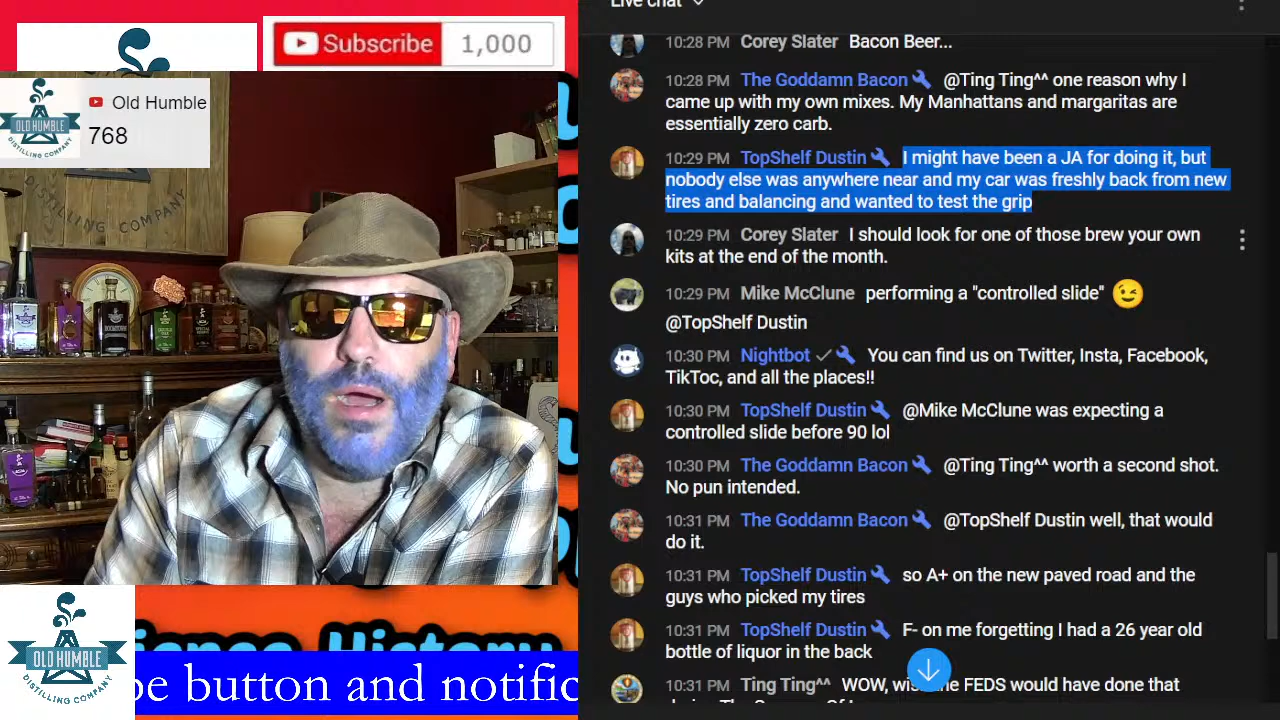 Subscribe 1,000
Old Humble
768
OLD HUMBLE
DISTILLING COMPANY
COMPANY
OLD HUMBLE
DISTILLING COMPANY
ience History
be button and notific
Live chat
10:28 PM Corey Slater Bacon Beer...
10:28 PM The Goddamn Bacon @Ting Ting^^ one reason why I
came up with my own mixes. My Manhattans and margaritas are
essentially zero carb.
10:29 PM TopShelf Dustin I might have been a JA for doing it, but
nobody else was anywhere near and my car was freshly back from new
tires and balancing and wanted to test the grip
10:29 PM Corey Slater I should look for one of those brew your own
kits at the end of the month.
10:29 PM Mike McClune performing a "controlled slide" 😉
@TopShelf Dustin
10:30 PM Nightbot You can find us on Twitter, Insta, Facebook,
TikToc, and all the places!!
10:30 PM TopShelf Dustin @Mike McClune was expecting a
controlled slide before 90 lol
10:30 PM The Goddamn Bacon @Ting Ting^^ worth a second shot.
No pun intended.
10:31 PM The Goddamn Bacon @TopShelf Dustin well, that would
do it.
10:31 PM TopShelf Dustin so A+ on the new paved road and the
guys who picked my tires
10:31 PM TopShelf Dustin F- on me forgetting I had a 26 year old
bottle of liquor in the back
10:31 PM Ting Ting^^ WOW, the FEDS would have done that